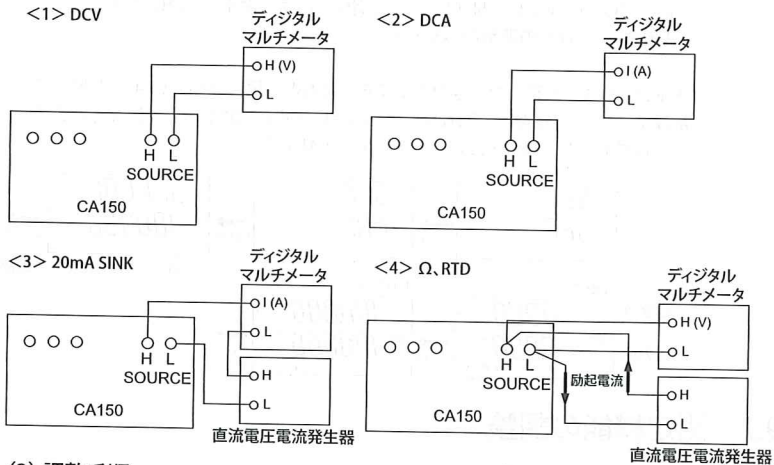 <1> DCV
ディジタル
マルチメータ
H (V)
L
H L
SOURCE
CA150
<2> DCA
ディジタル
マルチメータ
I (A)
L
H L
SOURCE
CA150
<3> 20mA SINK
ディジタル
マルチメータ
I (A)
L
H L
SOURCE
H
L
CA150
直流電圧電流発生器
<4> Ω、RTD
ディジタル
マルチメータ
H (V)
L
H L
SOURCE
励起電流
H
L
CA150
直流電圧電流発生器